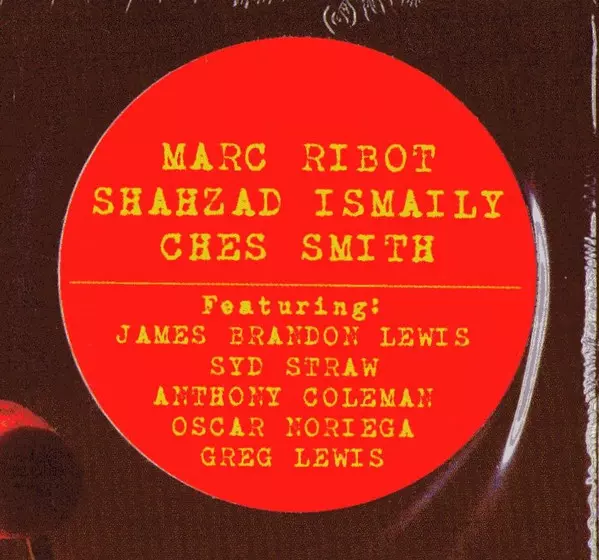 MARC RIBOT
SHAHZAD ISMAILY
CHES SMITH
Featuring:
JAMES BRANDON LEWIS
SYD STRAW
ANTHONY COLEMAN
OSCAR NORIEGA
GREG LEWIS